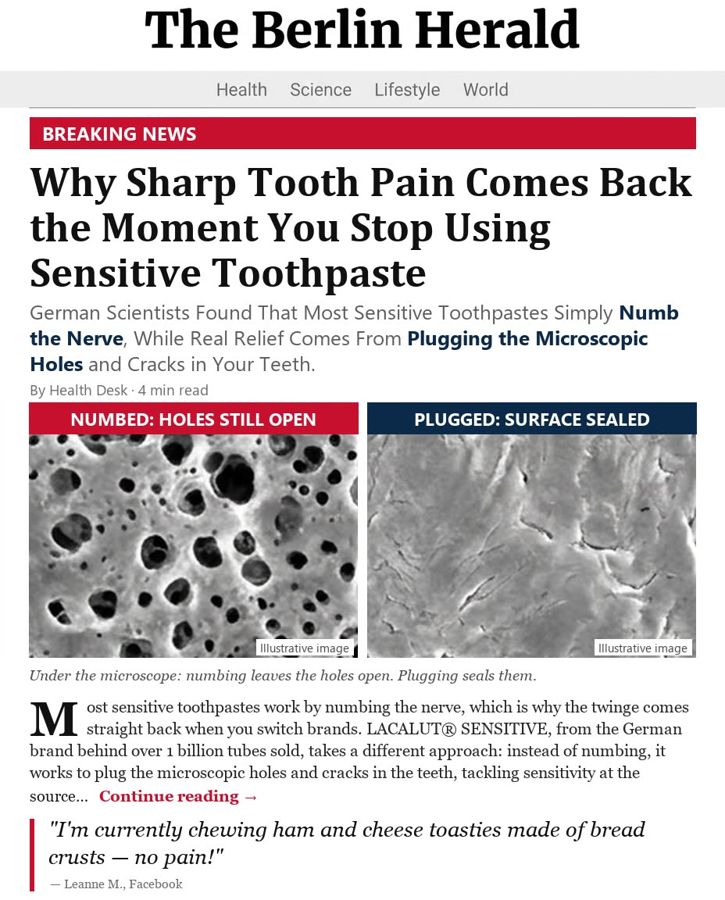 The Berlin Herald
Health Science Lifestyle World
BREAKING NEWS
Why Sharp Tooth Pain Comes Back
the Moment You Stop Using
Sensitive Toothpaste
German Scientists Found That Most Sensitive Toothpastes Simply Numb
the Nerve, While Real Relief Comes From Plugging the Microscopic
Holes and Cracks in Your Teeth.
By Health Desk · 4 min read
NUMBED: HOLES STILL OPEN
PLUGGED: SURFACE SEALED
Illustrative image
Illustrative image
Under the microscope: numbing leaves the holes open. Plugging seals them.
Most sensitive toothpastes work by numbing the nerve, which is why the twinge comes
straight back when you switch brands. LACALUT® SENSITIVE, from the German
brand behind over 1 billion tubes sold, takes a different approach: instead of numbing, it
works to plug the microscopic holes and cracks in the teeth, tackling sensitivity at the
source... Continue reading →
"I'm currently chewing ham and cheese toasties made of bread
crusts — no pain!"
— Leanne M., Facebook